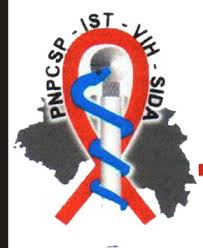 PNPCSP - IST - VIH - SIDA